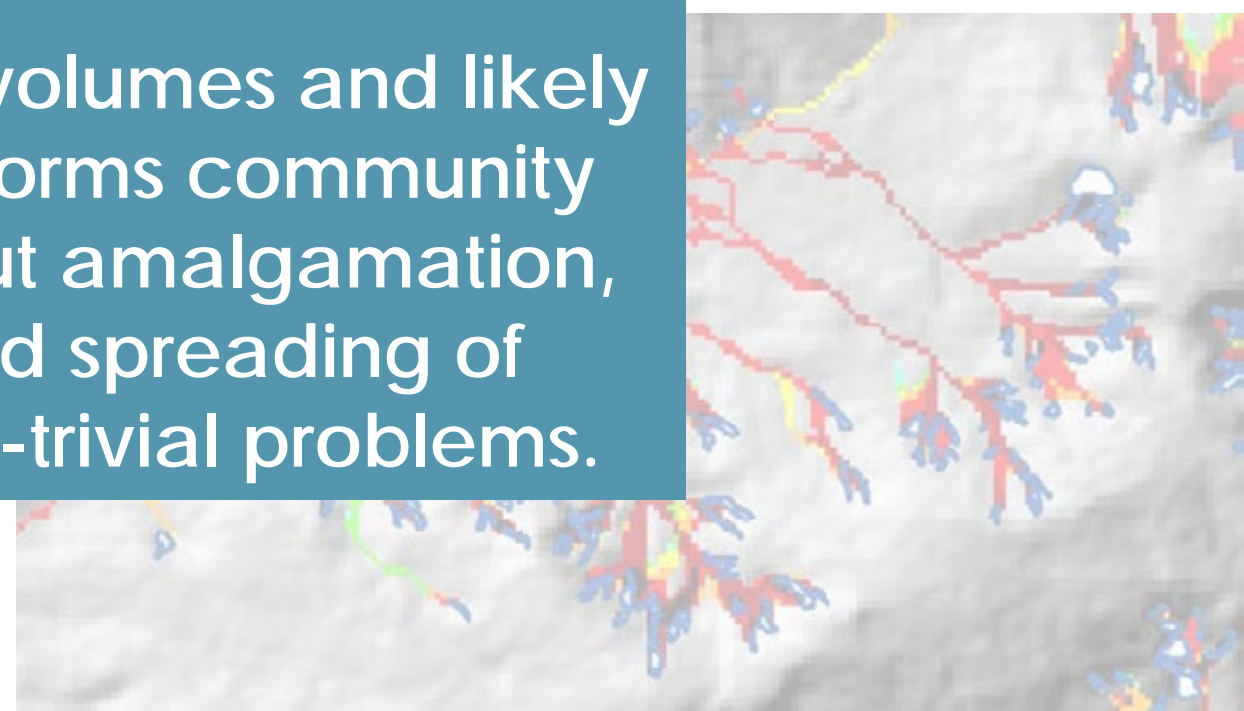 volumes and likely
orms community
ut amalgamation,
d spreading of
-trivial problems.